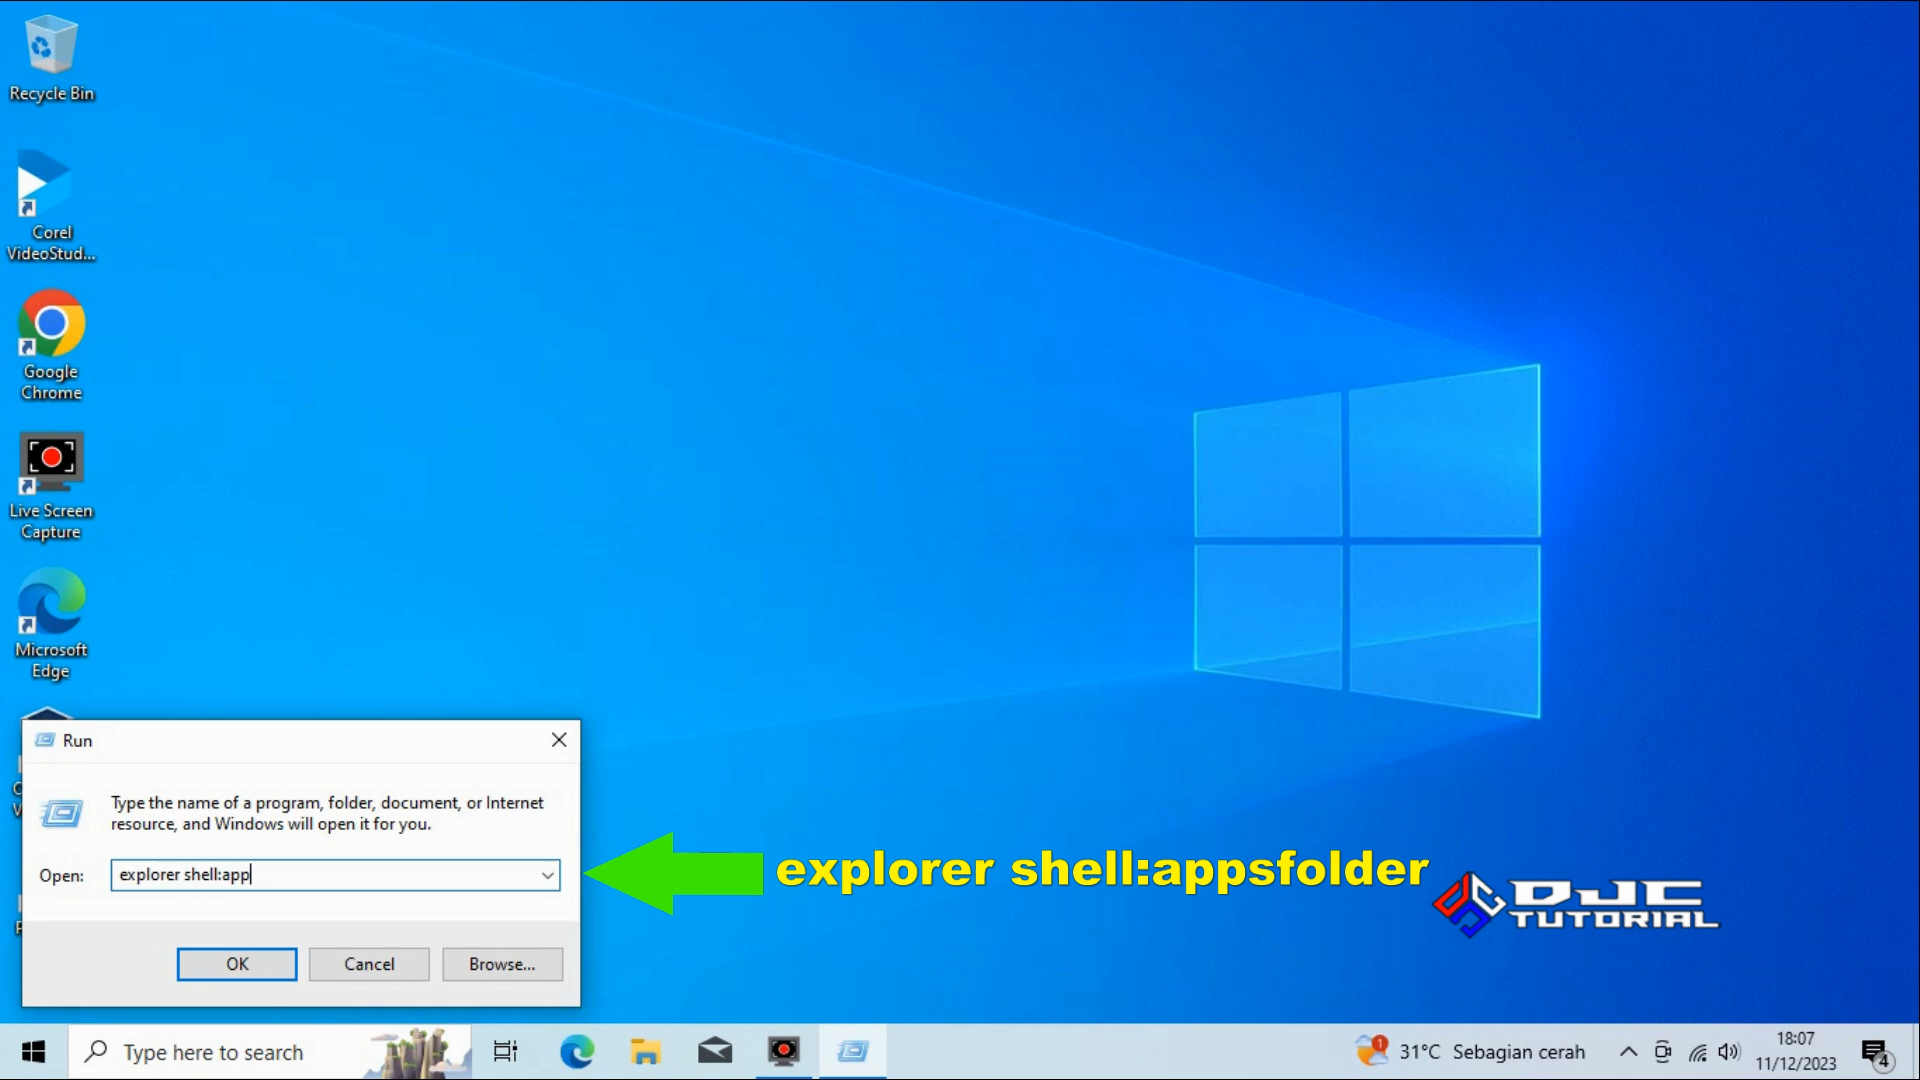 Recycle Bin
Corel
VideoStud...
Google
Chrome
Live Screen
Capture
Microsoft
Edge
Run
Type the name of a program, folder, document, or Internet
resource, and Windows will open it for you.
Open:
explorer shell:app
OK
Cancel
Browse...
explorer shell:appsfolder
DJC
TUTORIAL
Type here to search
1
31°C Sebagian cerah
18:07
11/12/2023
4